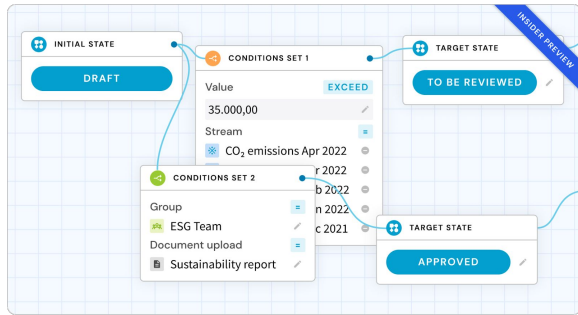 INITIAL STATE
DRAFT
CONDITIONS SET 1
Value EXCEED
35.000,00
Stream =
CO₂ emissions Apr 2022
r 2022
b 2022
n 2022
c 2021
CONDITIONS SET 2
Group =
ESG Team
Document upload =
Sustainability report
TARGET STATE
TO BE REVIEWED
TARGET STATE
APPROVED
INSIDER PREVIEW